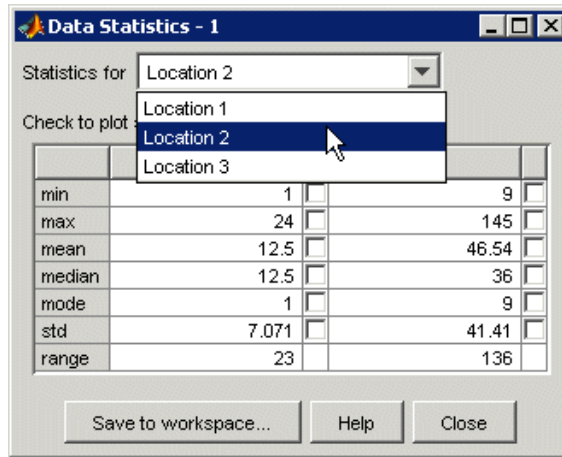 Data Statistics - 1
Statistics for Location 2
Location 1
Check to plot
Location 2
Location 3
min 1 9
max 24 145
mean 12.5 46.54
median 12.5 36
mode 1 9
std 7.071 41.41
range 23 136
Save to workspace... Help Close